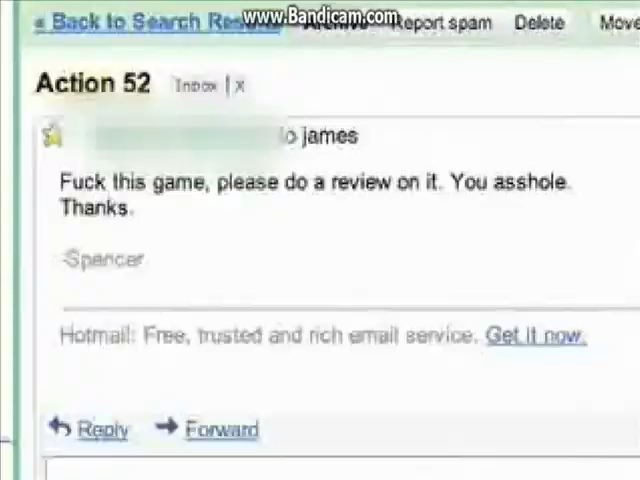 www.Bandicam.com
« Back to Search Results Archive Report spam Delete Move
Action 52 Inbox | X
to james
Fuck this game, please do a review on it. You asshole.
Thanks.
-Spencer
Hotmail: Free, trusted and rich email service. Get it now.
Reply Forward